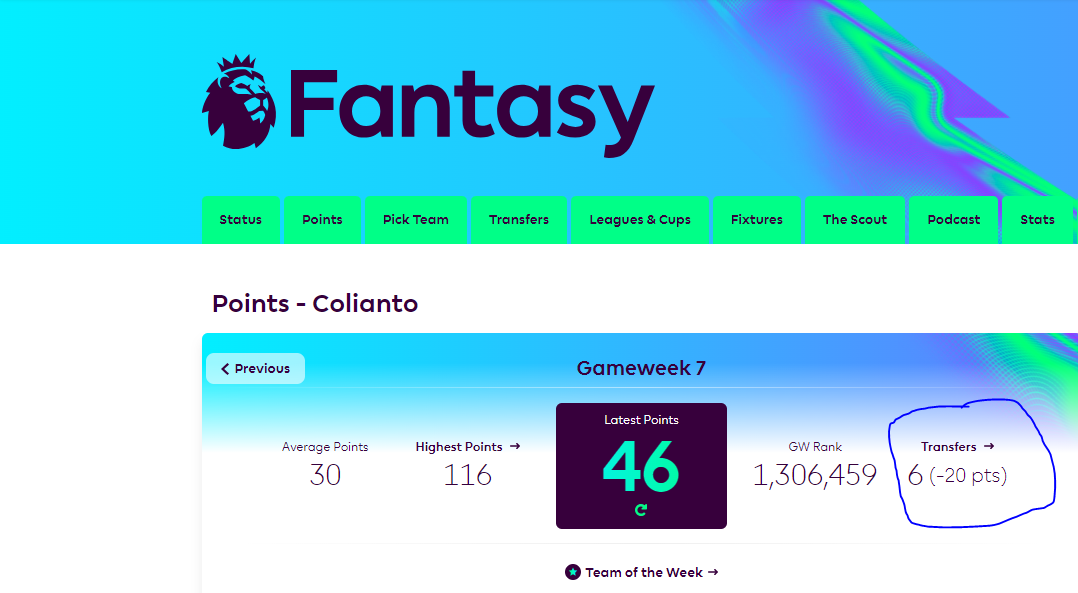 Fantasy
Status Points Pick Team Transfers Leagues & Cups Fixtures The Scout Podcast Stats
Points - Colianto
Previous
Gameweek 7
Average Points
30
Highest Points →
116
Latest Points
46
GW Rank
1,306,459
Transfers →
6 (-20 pts)
Team of the Week →